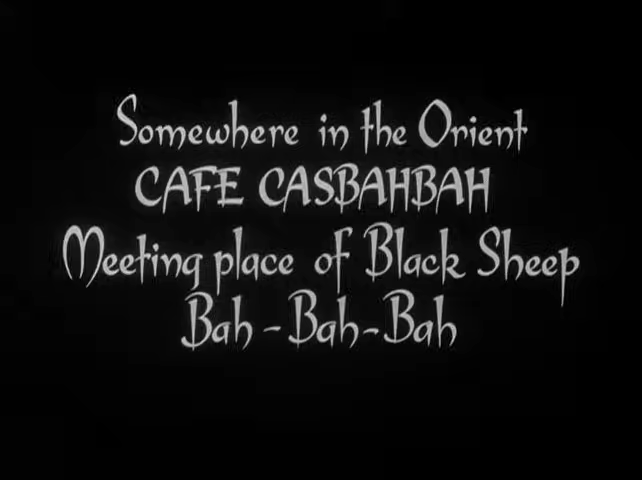 Somewhere in the Orient
CAFE CASBAHBAH
Meeting place of Black Sheep
Bah-Bah-Bah